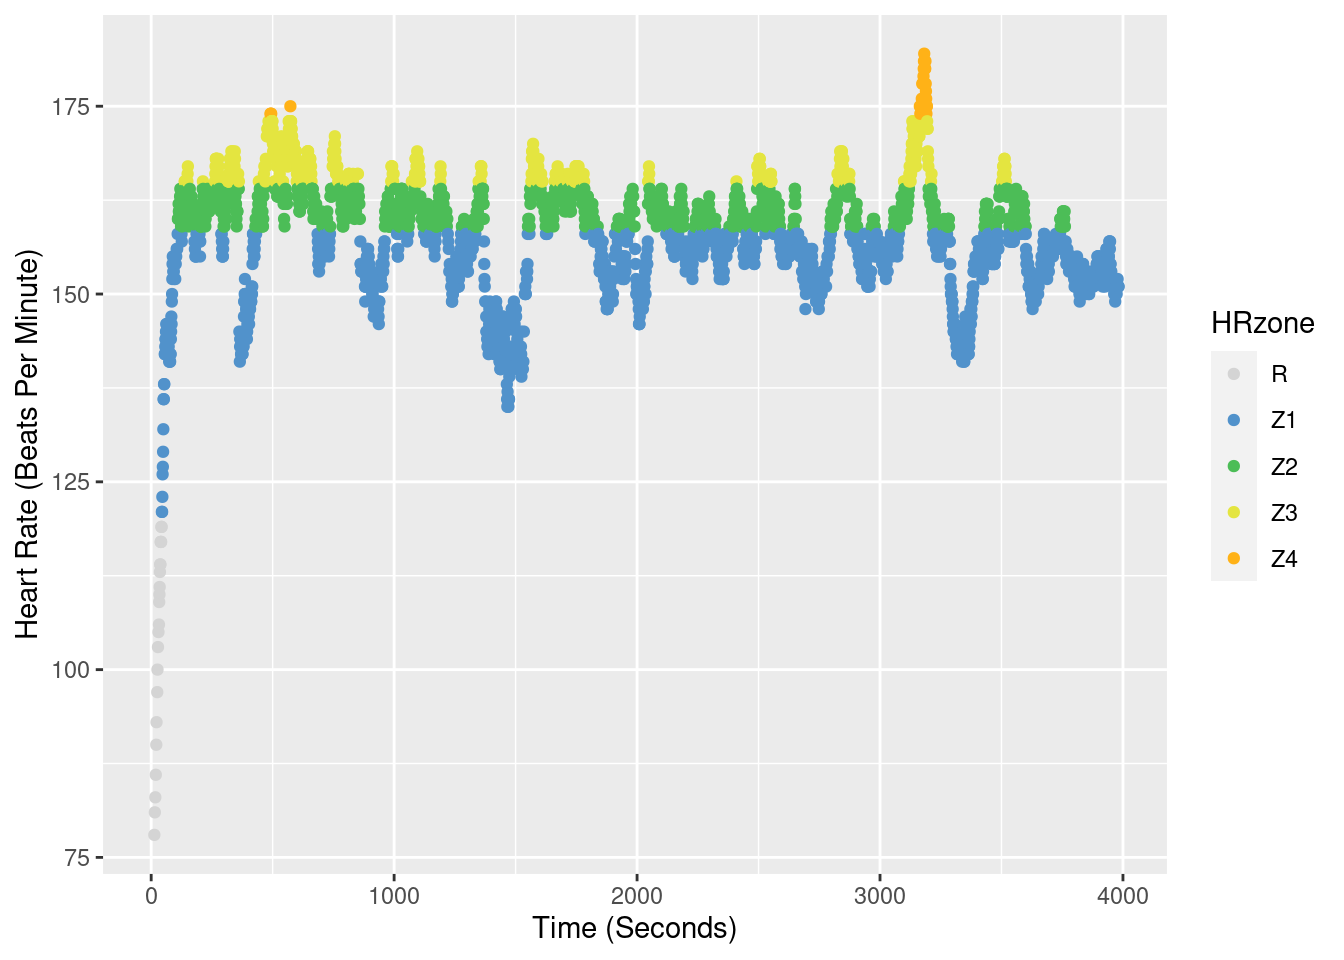 Heart Rate (Beats Per Minute)
175
150
125
100
75
0 1000 2000 3000 4000
Time (Seconds)
HRzone
R
Z1
Z2
Z3
Z4